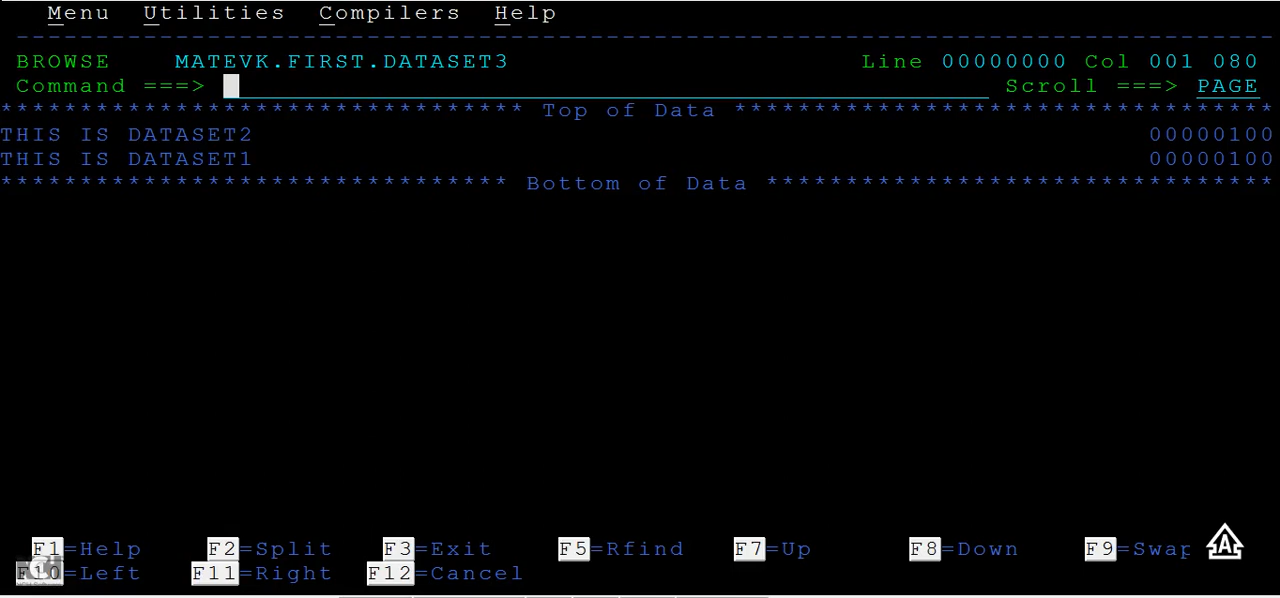 Menu Utilities Compilers Help
--------------------------------------------------------------------------------
BROWSE MATEVK.FIRST.DATASET3 Line 00000000 Col 001 080
Command ===> Scroll ===> PAGE
********************************* Top of Data **********************************
THIS IS DATASET2 00000100
THIS IS DATASET1 00000100
******************************** Bottom of Data ********************************
F1=Help F2=Split F3=Exit F5=Rfind F7=Up F8=Down F9=Swap
F10=Left F11=Right F12=Cancel